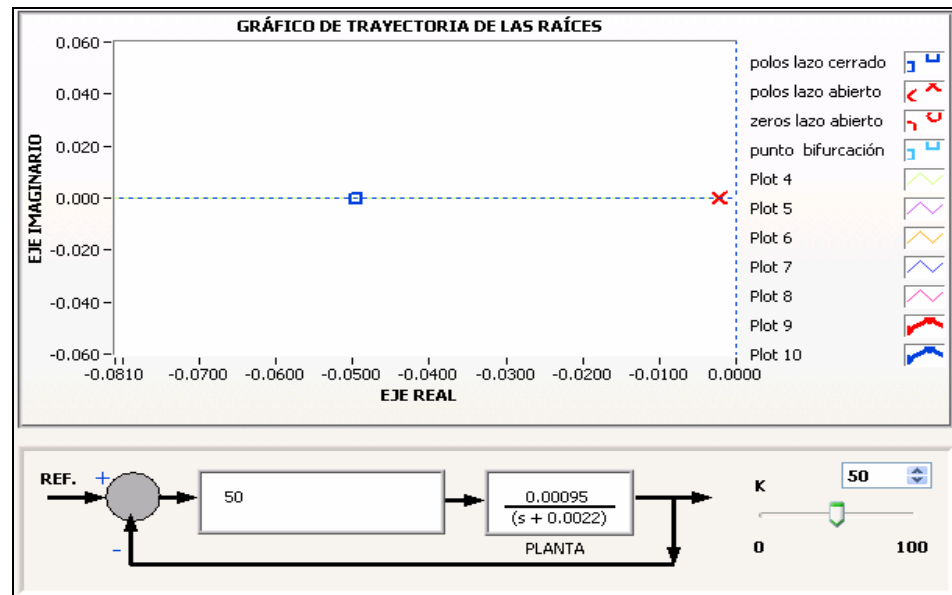 GRÁFICO DE TRAYECTORIA DE LAS RAÍCES
0.060
0.040
0.020
0.000
-0.020
-0.040
-0.060
EJE IMAGINARIO
-0.0810 -0.0700 -0.0600 -0.0500 -0.0400 -0.0300 -0.0200 -0.0100 0.0000
EJE REAL
polos lazo cerrado
polos lazo abierto
zeros lazo abierto
punto bifurcación
Plot 4
Plot 5
Plot 6
Plot 7
Plot 8
Plot 9
Plot 10
REF.
+
-
50
0.00095
(s + 0.0022)
PLANTA
K
50
0 100